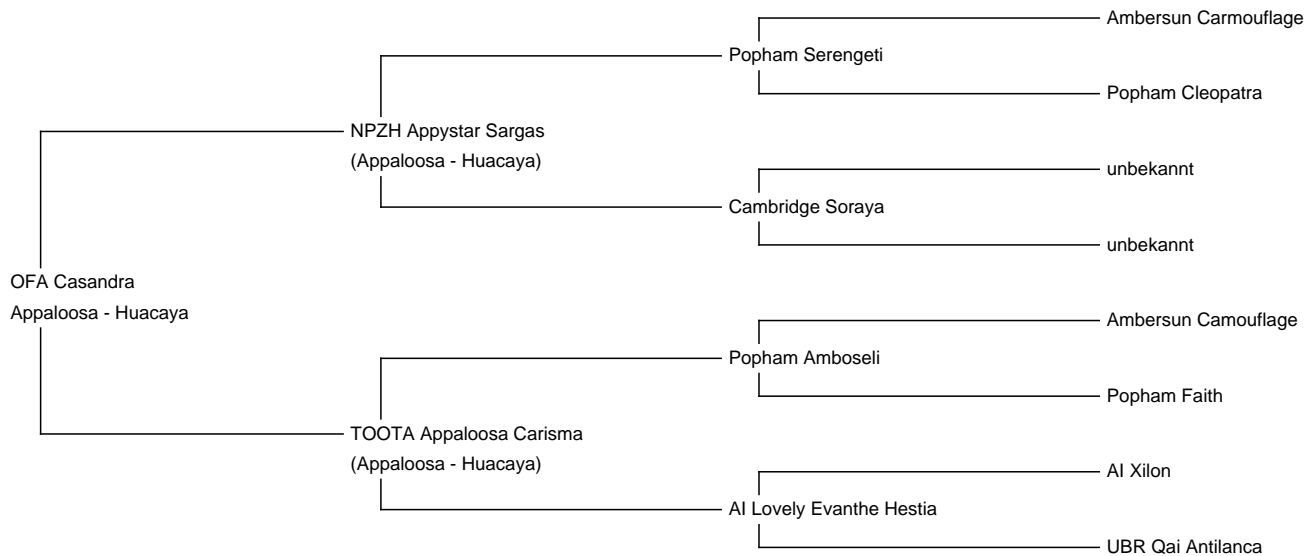 Ambersun Carmouflage
Popham Serengeti
Popham Cleopatra
NPZH Appystar Sargas
(Appaloosa - Huacaya)
unbekannt
Cambridge Soraya
unbekannt
OFA Casandra
Appaloosa - Huacaya
Ambersun Camouflage
Popham Amboseli
Popham Faith
TOOTA Appaloosa Carisma
(Appaloosa - Huacaya)
AI Xilon
AI Lovely Evanthe Hestia
UBR Qai Antilanca